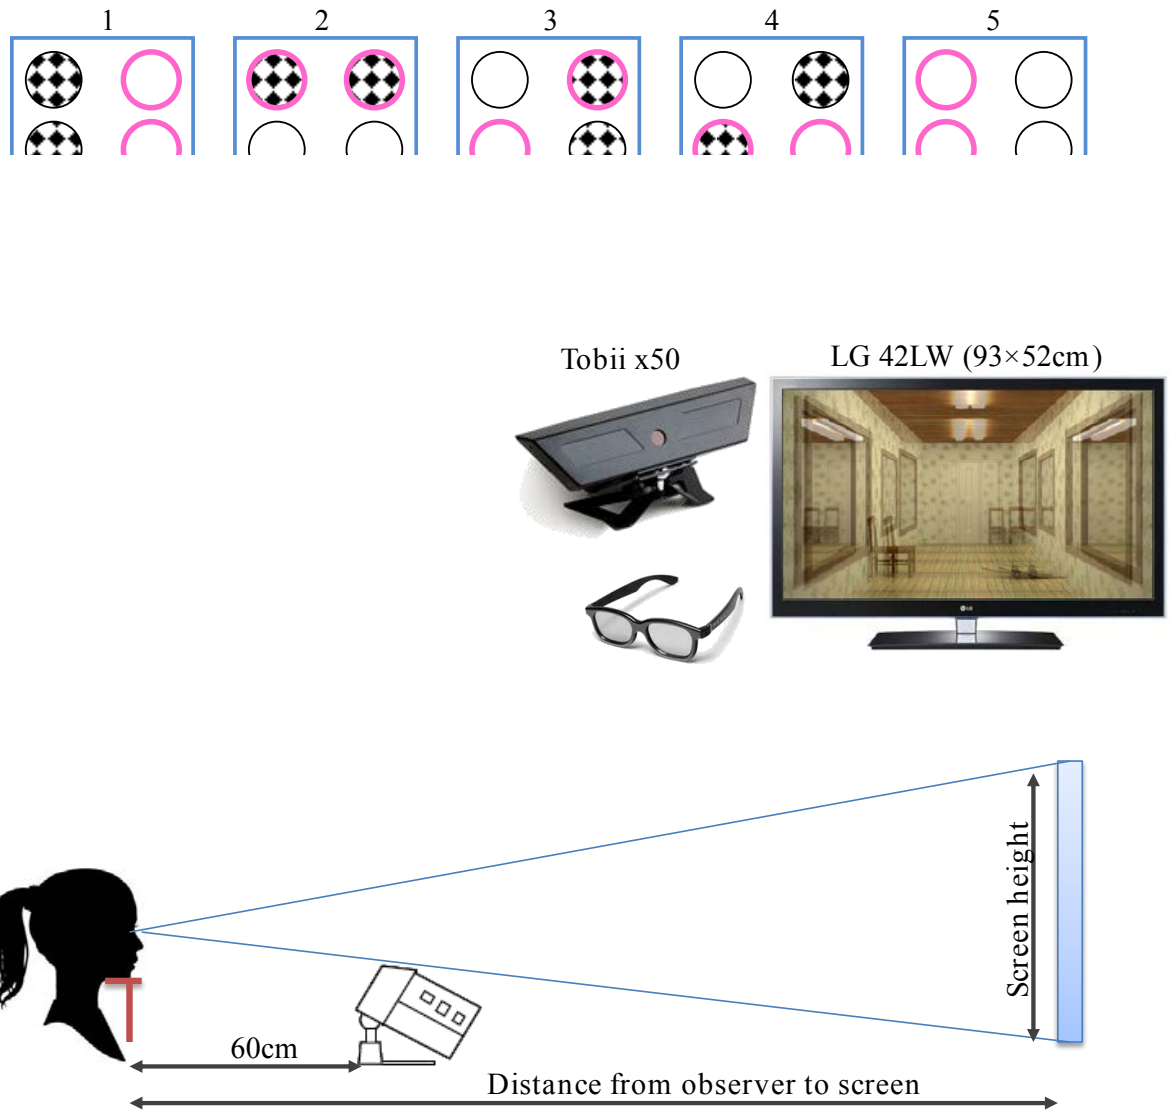 1 2 3 4 5
Tobii x50
LG 42LW (93×52cm)
LG
Screen height
60cm
Distance from observer to screen